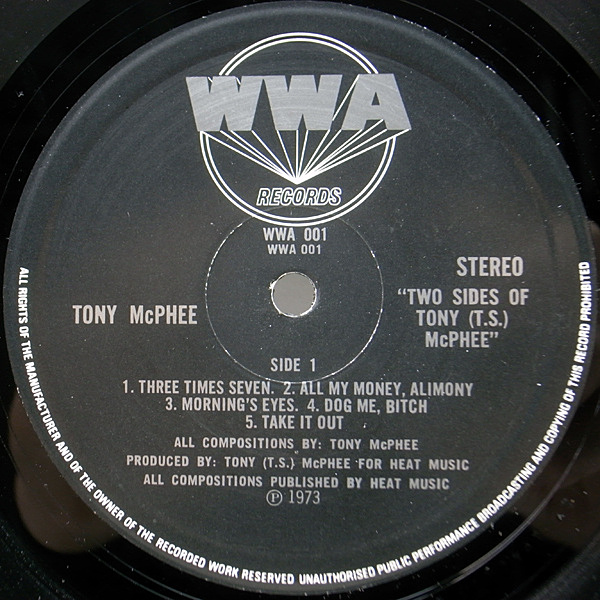 WWA
RECORDS
WWA 001
WWA 001
STEREO
TONY McPHEE
"TWO SIDES OF
TONY (T.S.)
McPHEE"
SIDE 1
1. THREE TIMES SEVEN. 2. ALL MY MONEY, ALIMONY
3. MORNING'S EYES. 4. DOG ME, BITCH
5. TAKE IT OUT
ALL COMPOSITIONS BY: TONY McPHEE
PRODUCED BY: TONY (T.S.) McPHEE FOR HEAT MUSIC
ALL COMPOSITIONS PUBLISHED BY HEAT MUSIC
℗ 1973
ALL RIGHTS OF THE MANUFACTURER AND OF THE OWNER OF THE RECORDED WORK RESERVED UNAUTHORISED PUBLIC PERFORMANCE BROADCASTING AND COPYING OF THIS RECORD PROHIBITED